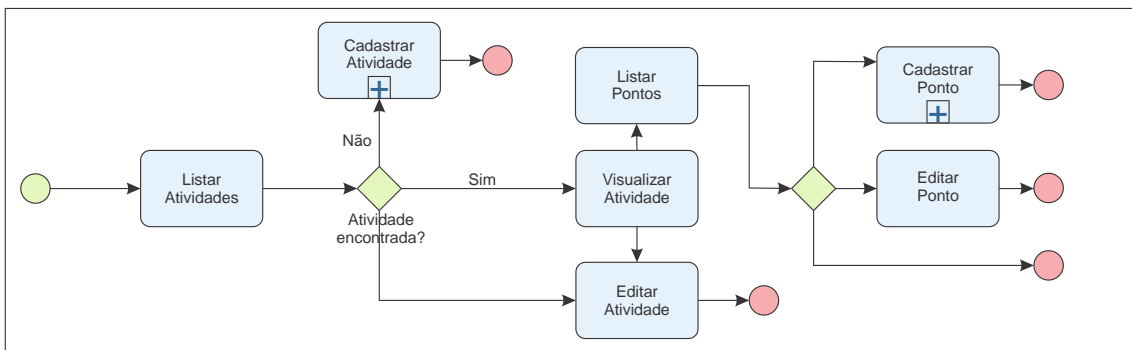 Cadastrar
Atividade
Listar
Pontos
Cadastrar
Ponto
Não
Listar
Atividades
Sim
Visualizar
Atividade
Editar
Ponto
Atividade
encontrada?
Editar
Atividade